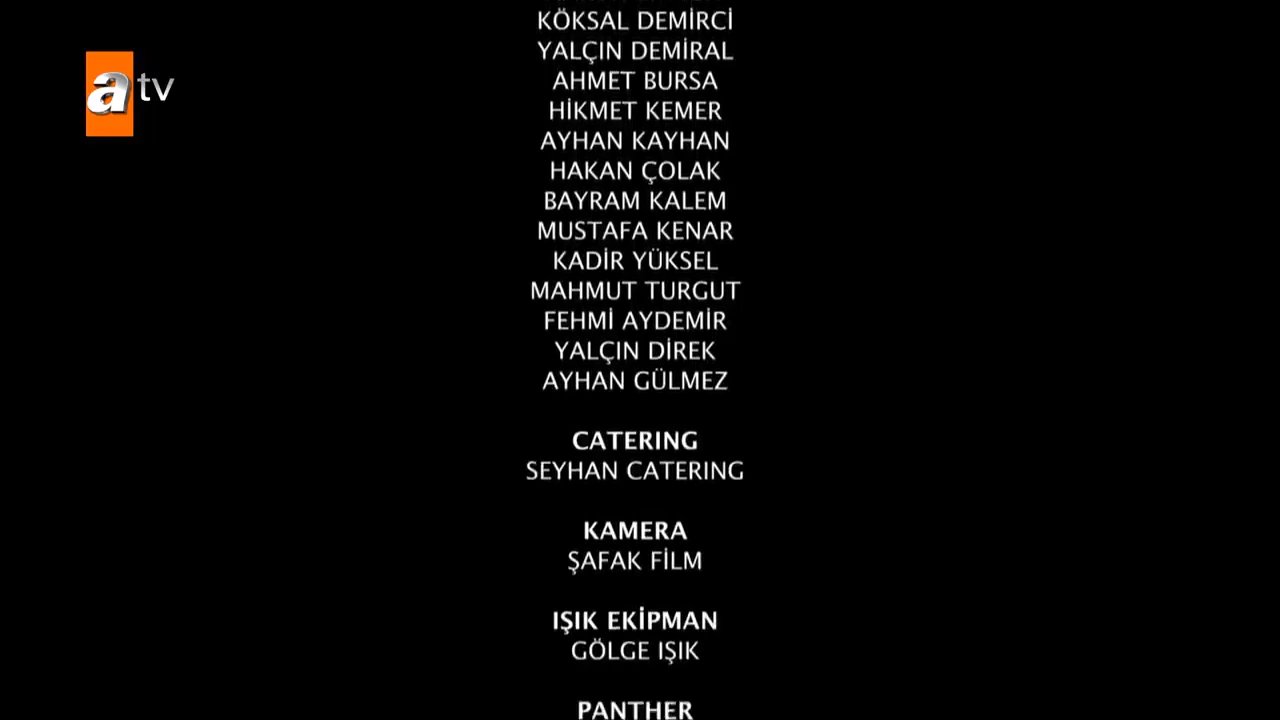 a tv
KÖKSAL DEMİRCİ
YALÇIN DEMİRAL
AHMET BURSA
HİKMET KEMER
AYHAN KAYHAN
HAKAN ÇOLAK
BAYRAM KALEM
MUSTAFA KENAR
KADİR YÜKSEL
MAHMUT TURGUT
FEHMİ AYDEMİR
YALÇIN DİREK
AYHAN GÜLMEZ
CATERING
SEYHAN CATERING
KAMERA
ŞAFAK FİLM
IŞIK EKİPMAN
GÖLGE IŞIK
PANTHER